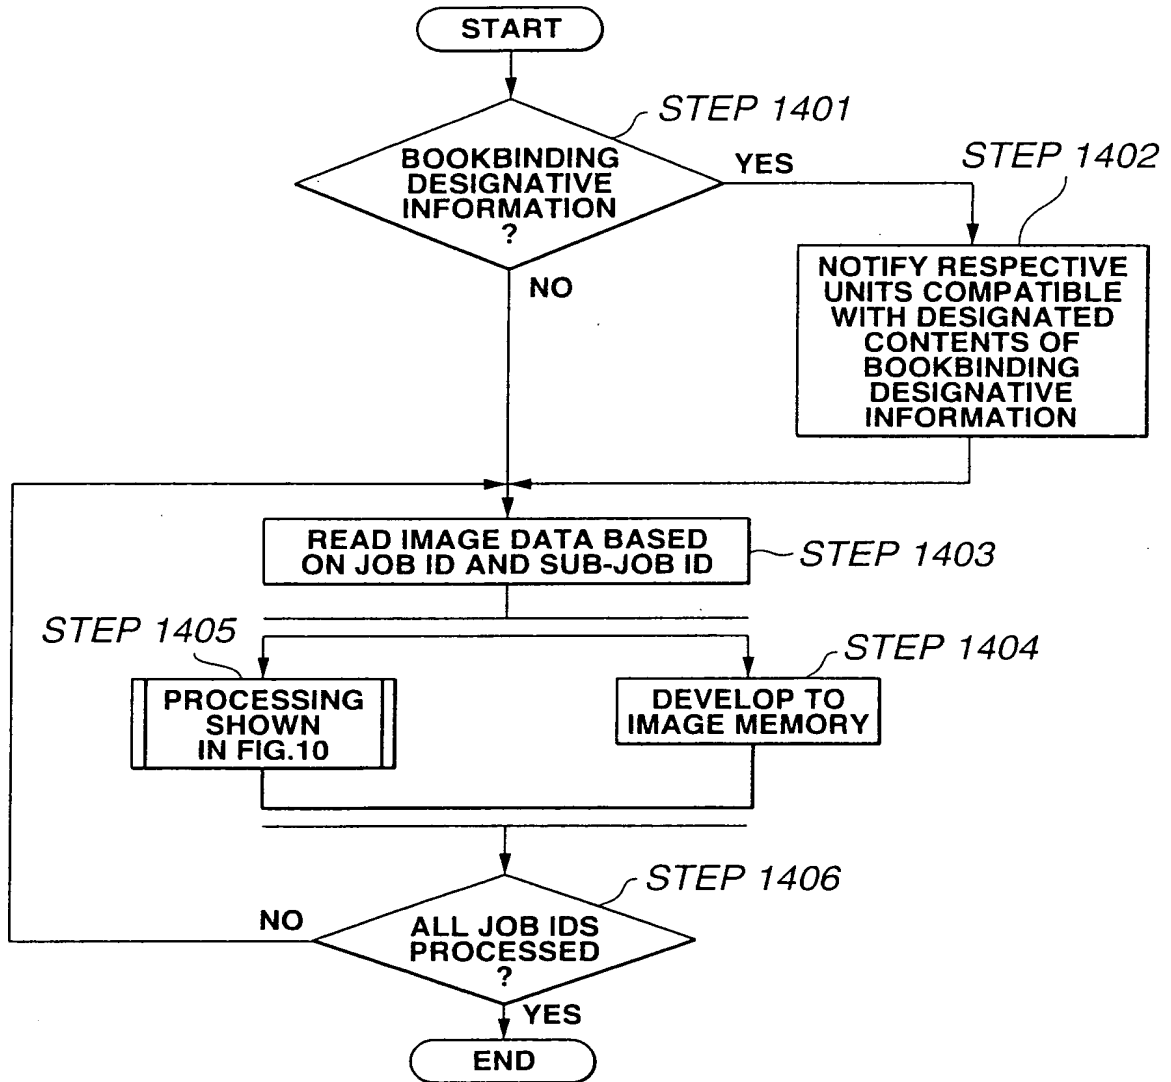 START
STEP 1401
BOOKBINDING
DESIGNATIVE
INFORMATION
?
YES
STEP 1402
NO
NOTIFY RESPECTIVE
UNITS COMPATIBLE
WITH DESIGNATED
CONTENTS OF
BOOKBINDING
DESIGNATIVE
INFORMATION
READ IMAGE DATA BASED
ON JOB ID AND SUB-JOB ID
STEP 1403
STEP 1405
STEP 1404
PROCESSING
SHOWN
IN FIG.10
DEVELOP TO
IMAGE MEMORY
STEP 1406
NO
ALL JOB IDS
PROCESSED
?
YES
END